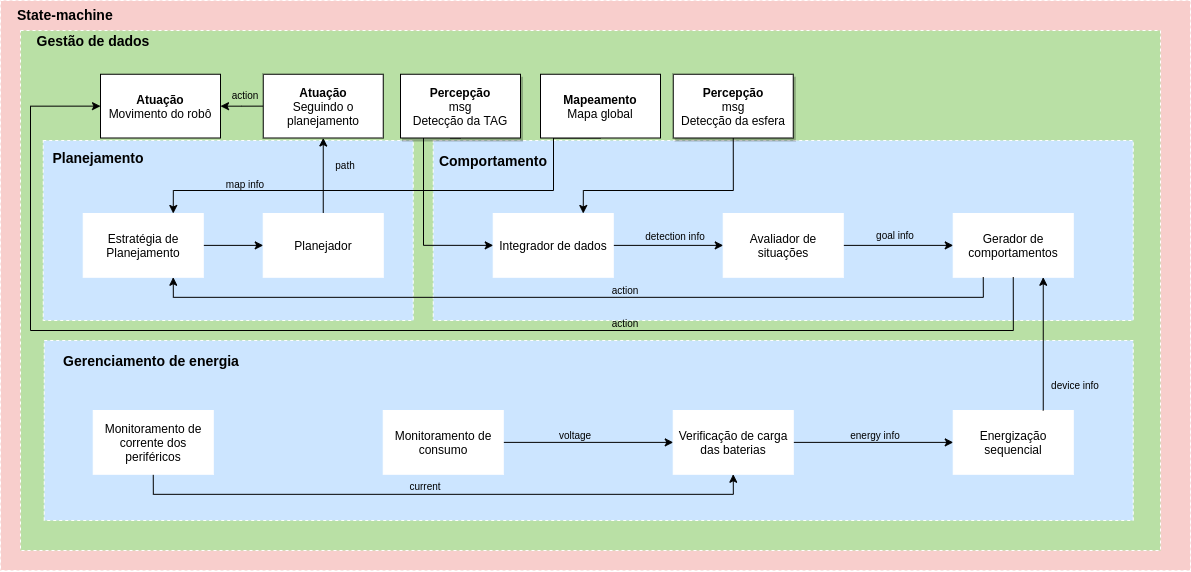 State-machine
Gestão de dados
Atuação
Movimento do robô
action
Atuação
Seguindo o
planejamento
Percepção
msg
Detecção da TAG
Mapeamento
Mapa global
Percepção
msg
Detecção da esfera
Planejamento
path
map info
Estratégia de
Planejamento
Planejador
Comportamento
Integrador de dados
detection info
Avaliador de
situações
goal info
Gerador de
comportamentos
action
action
Gerenciamento de energia
device info
Monitoramento de
corrente dos
periféricos
Monitoramento de
consumo
voltage
Verificação de carga
das baterias
energy info
Energização
sequencial
current